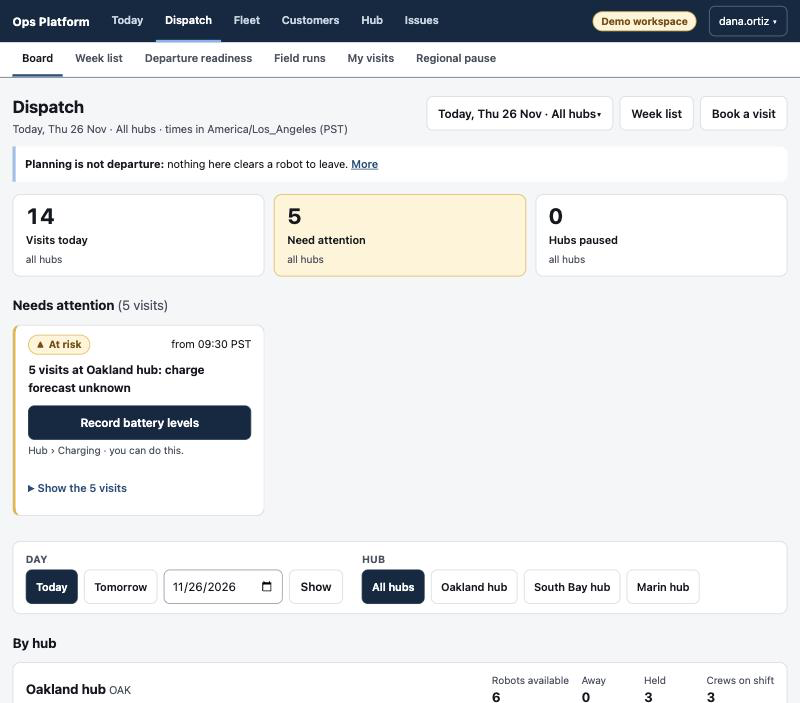 Ops Platform Today Dispatch Fleet Customers Hub Issues Demo workspace dana.ortiz ▾
Board Week list Departure readiness Field runs My visits Regional pause
Dispatch
Today, Thu 26 Nov · All hubs · times in America/Los_Angeles (PST)
Today, Thu 26 Nov · All hubs▾ Week list Book a visit
Planning is not departure: nothing here clears a robot to leave. More
14
Visits today
all hubs
5
Need attention
all hubs
0
Hubs paused
all hubs
Needs attention (5 visits)
▲ At risk from 09:30 PST
5 visits at Oakland hub: charge
forecast unknown
Record battery levels
Hub › Charging · you can do this.
▶ Show the 5 visits
DAY
Today Tomorrow 11/26/2026 Show
HUB
All hubs Oakland hub South Bay hub Marin hub
By hub
Oakland hub OAK
Robots available Away Held Crews on shift
6 0 3 3